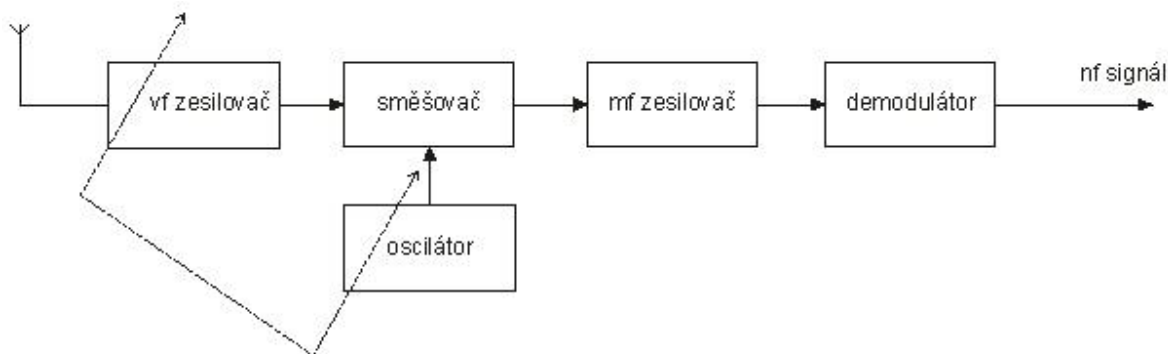 vf zesilovač
směšovač
mf zesilovač
demodulátor
nf signál
oscilátor